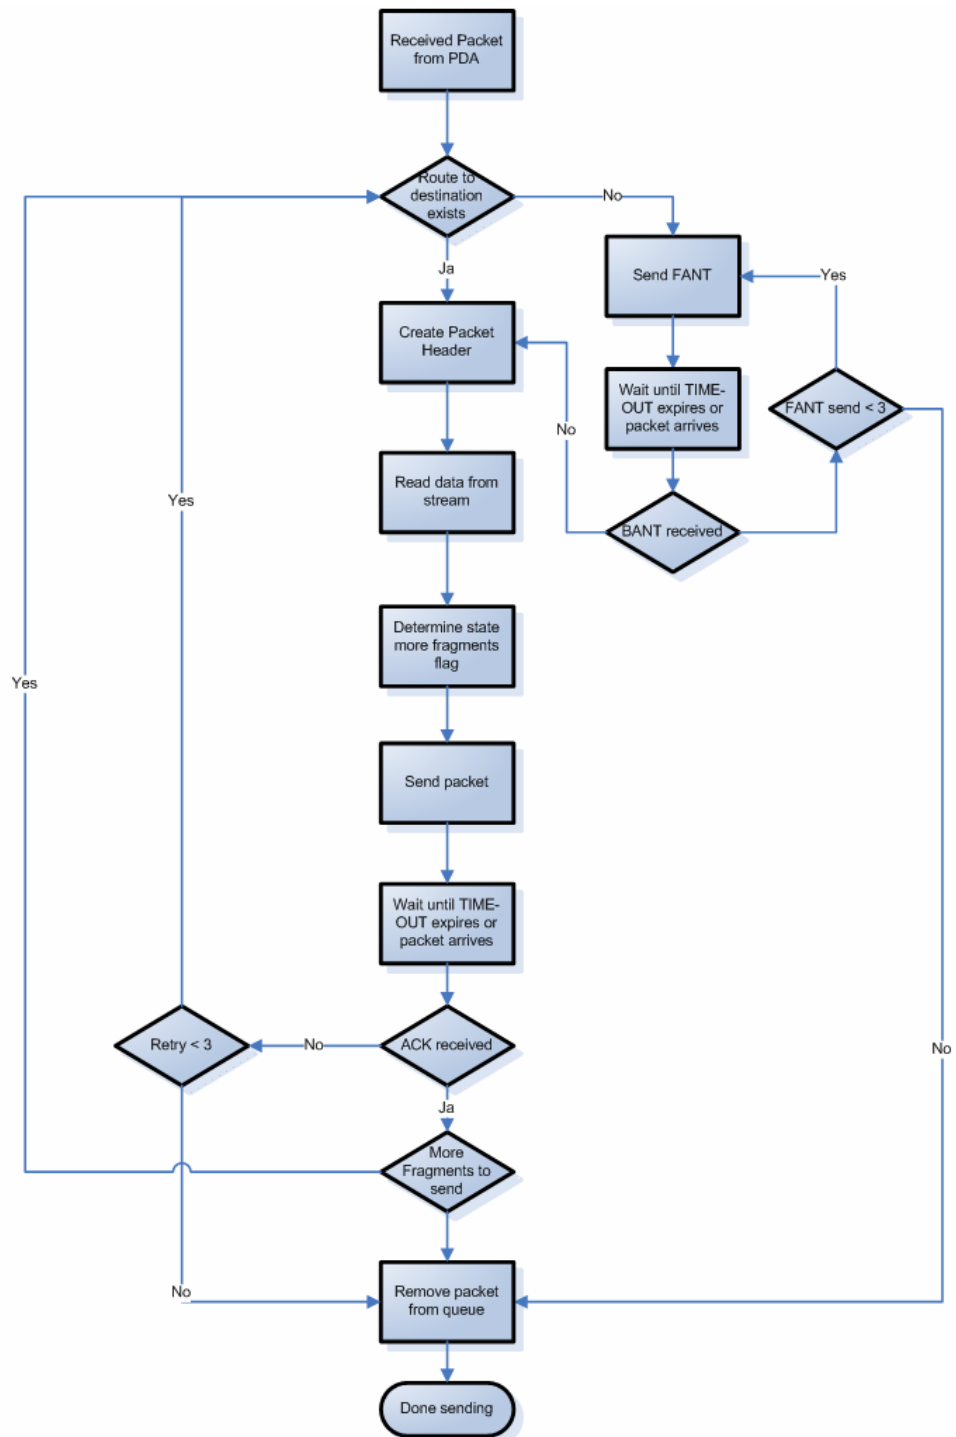 Received Packet
from PDA
Route to
destination
exists
No
Ja
Send FANT
Yes
Create Packet
Header
Wait until TIME-
OUT expires or
packet arrives
FANT send < 3
No
BANT received
Yes
Read data from
stream
Determine state
more fragments
flag
Yes
Send packet
Wait until TIME-
OUT expires or
packet arrives
Retry < 3
No
ACK received
No
Ja
More
Fragments to
send
No
Remove packet
from queue
Done sending